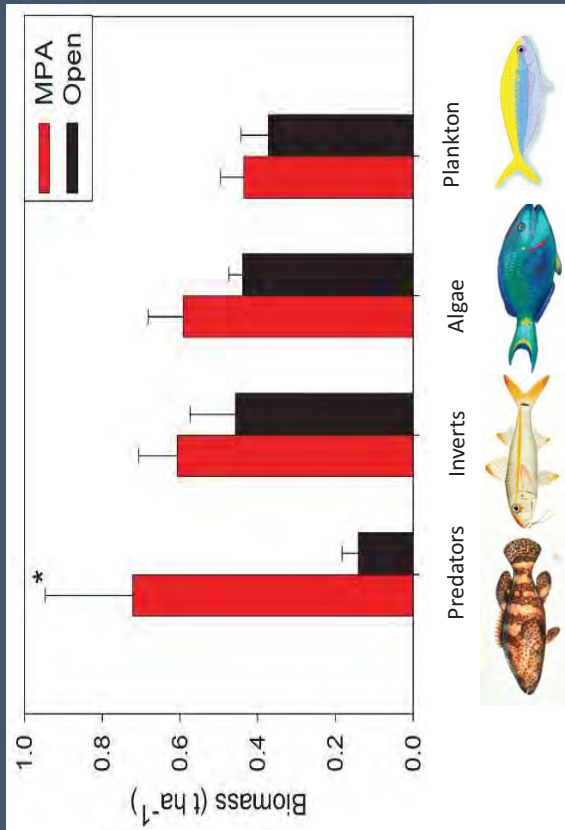 MPA
Open
*
1.0
0.8
0.6
0.4
0.2
0.0
Biomass (t ha⁻¹)
Predators
Inverts
Algae
Plankton